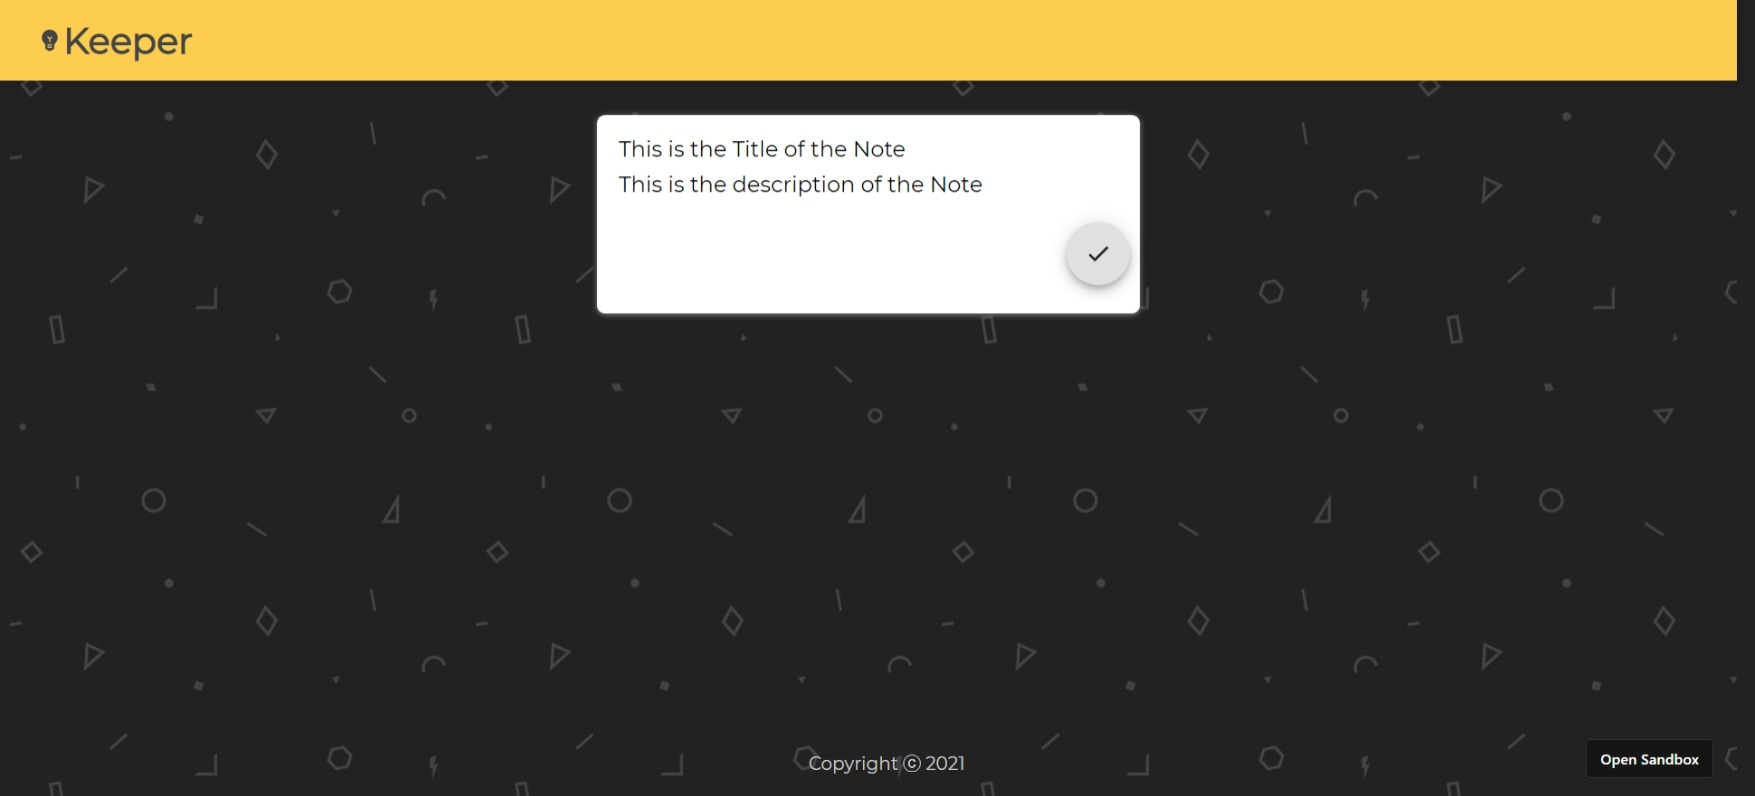 Keeper
This is the Title of the Note
This is the description of the Note
Copyright © 2021
Open Sandbox